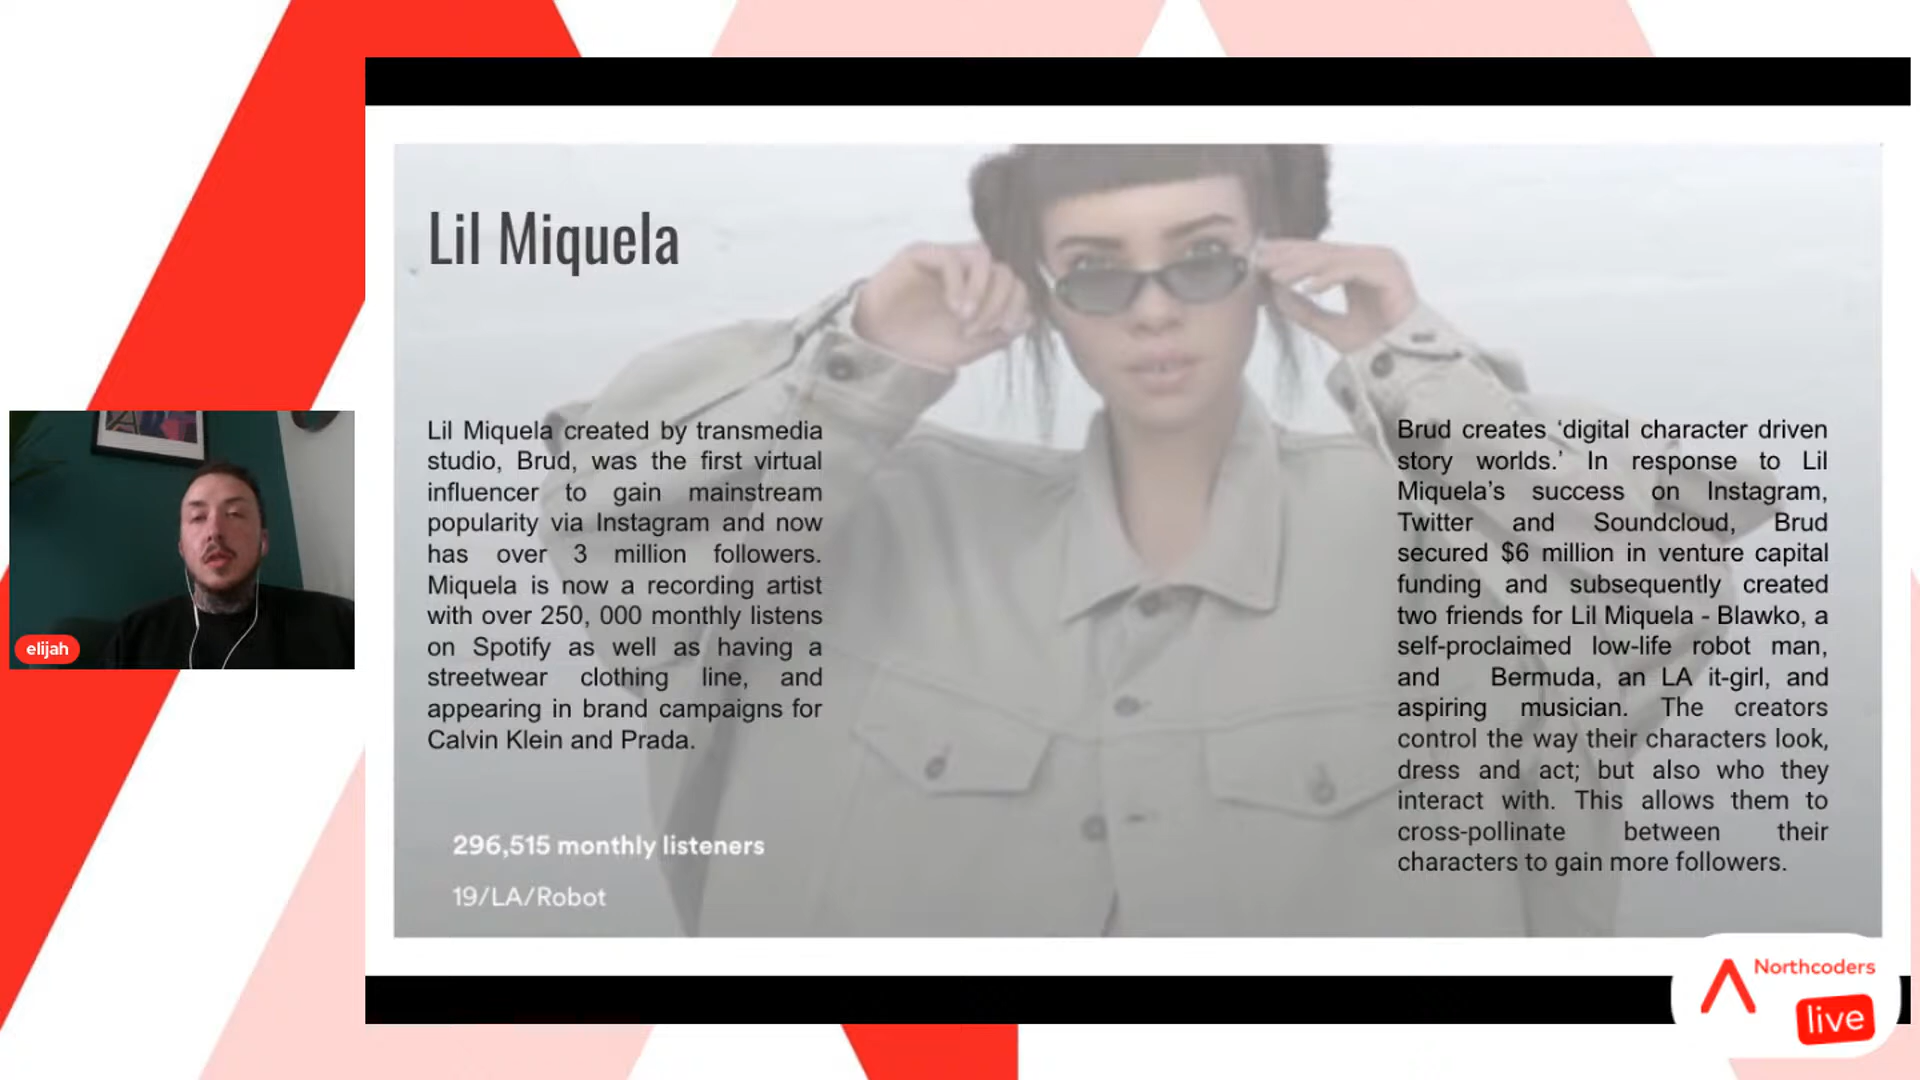 Lil Miquela
Lil Miquela created by transmedia
studio, Brud, was the first virtual
influencer to gain mainstream
popularity via Instagram and now
has over 3 million followers.
Miquela is now a recording artist
with over 250, 000 monthly listens
on Spotify as well as having a
streetwear clothing line, and
appearing in brand campaigns for
Calvin Klein and Prada.
296,515 monthly listeners
19/LA/Robot
Brud creates ‘digital character driven
story worlds.’ In response to Lil
Miquela’s success on Instagram,
Twitter and Soundcloud, Brud
secured $6 million in venture capital
funding and subsequently created
two friends for Lil Miquela - Blawko, a
self-proclaimed low-life robot man,
and Bermuda, an LA it-girl, and
aspiring musician. The creators
control the way their characters look,
dress and act; but also who they
interact with. This allows them to
cross-pollinate between their
characters to gain more followers.
elijah
Northcoders
live